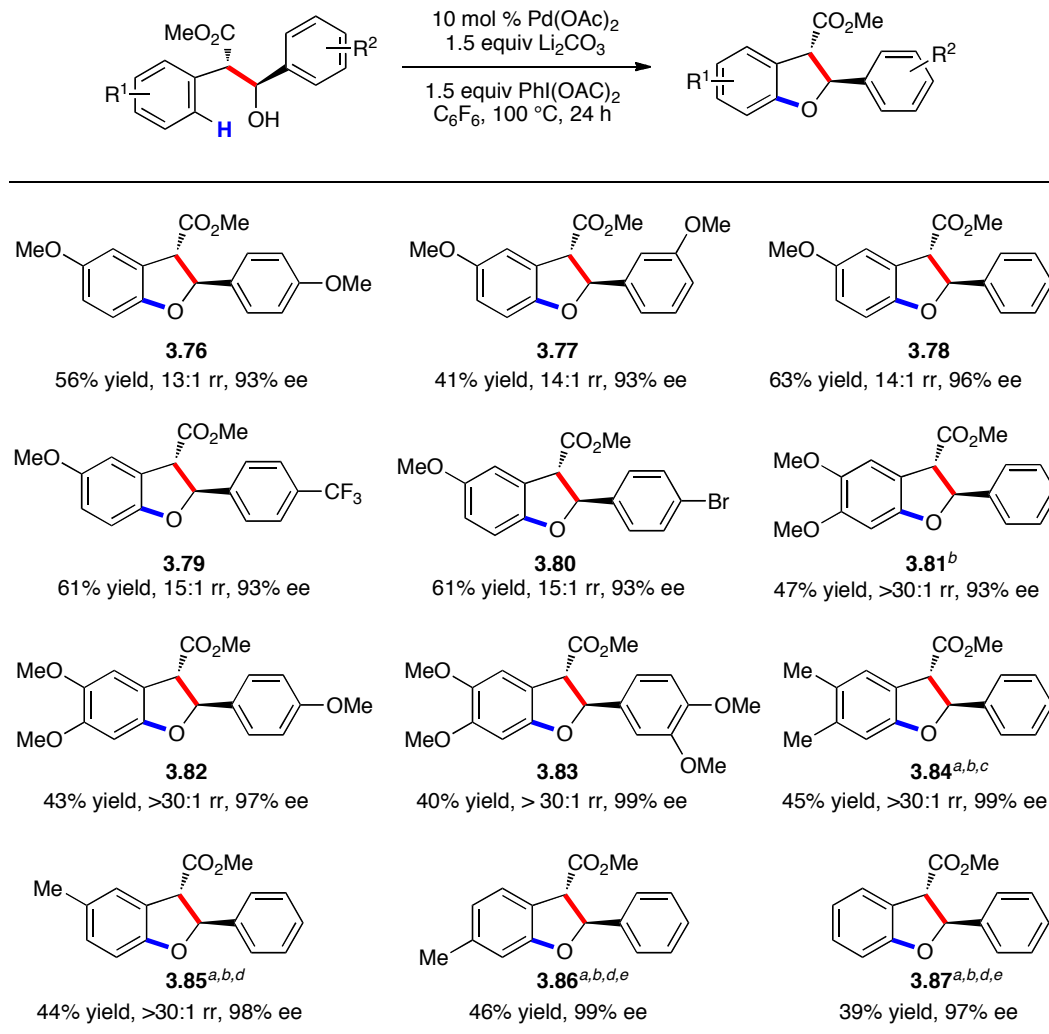 MeO₂C
R²
R¹
H
OH
10 mol % Pd(OAc)₂
1.5 equiv Li₂CO₃
1.5 equiv PhI(OAC)₂
C₆F₆, 100 °C, 24 h
CO₂Me
R²
R¹
O
MeO
CO₂Me
OMe
O
3.76
56% yield, 13:1 rr, 93% ee
MeO
CO₂Me
OMe
O
3.77
41% yield, 14:1 rr, 93% ee
MeO
CO₂Me
O
3.78
63% yield, 14:1 rr, 96% ee
MeO
CO₂Me
CF₃
O
3.79
61% yield, 15:1 rr, 93% ee
MeO
CO₂Me
Br
O
3.80
61% yield, 15:1 rr, 93% ee
MeO
MeO
CO₂Me
O
3.81ᵇ
47% yield, >30:1 rr, 93% ee
MeO
MeO
CO₂Me
OMe
O
3.82
43% yield, >30:1 rr, 97% ee
MeO
MeO
CO₂Me
OMe
OMe
O
3.83
40% yield, > 30:1 rr, 99% ee
Me
Me
CO₂Me
O
3.84ᵃ,ᵇ,ᶜ
45% yield, >30:1 rr, 99% ee
Me
CO₂Me
O
3.85ᵃ,ᵇ,ᵈ
44% yield, >30:1 rr, 98% ee
CO₂Me
Me
O
3.86ᵃ,ᵇ,ᵈ,ᵉ
46% yield, 99% ee
CO₂Me
O
3.87ᵃ,ᵇ,ᵈ,ᵉ
39% yield, 97% ee